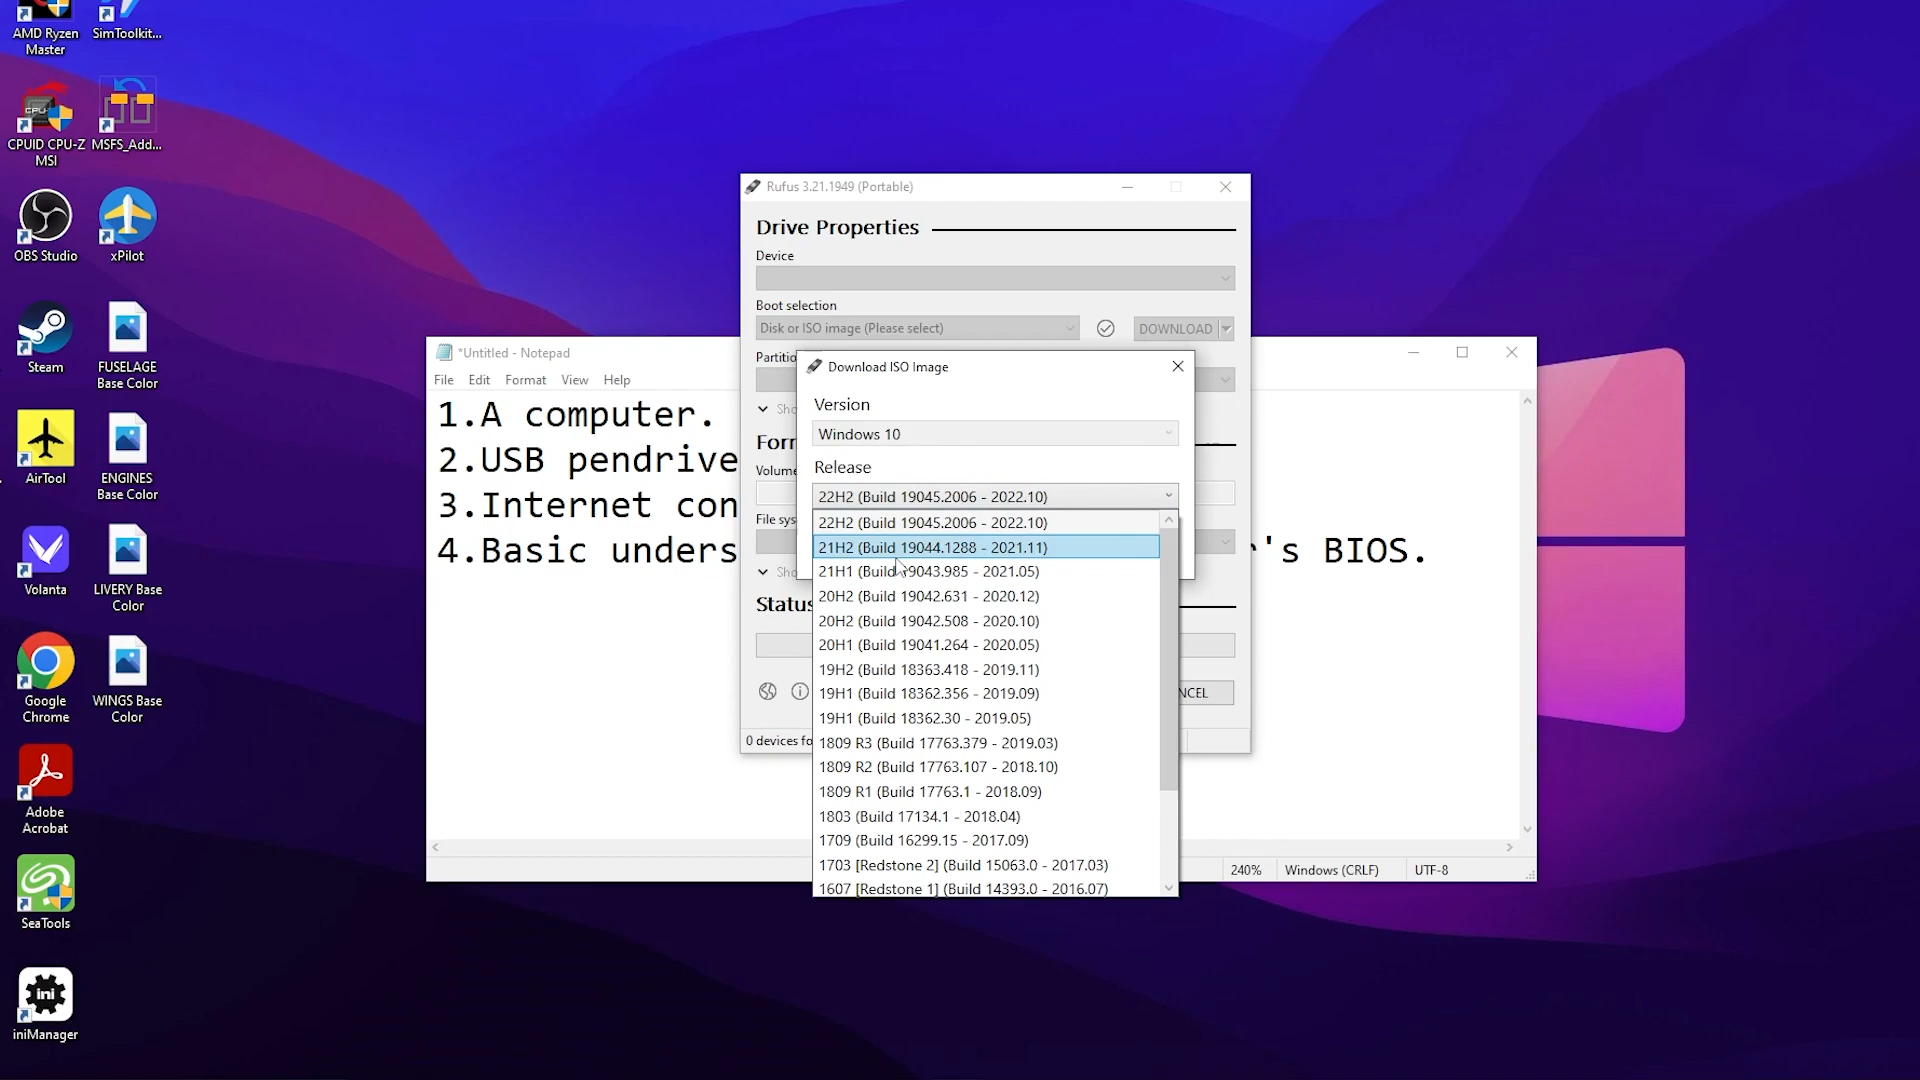 AMD Ryzen
Master
SimToolkit...
CPUID CPU-Z
MSI
MSFS_Add...
OBS Studio
xPilot
Steam
FUSELAGE
Base Color
AirTool
ENGINES
Base Color
Volanta
LIVERY Base
Color
Google
Chrome
WINGS Base
Color
Adobe
Acrobat
SeaTools
ini
iniManager
Rufus 3.21.1949 (Portable)
Drive Properties
Device
Boot selection
Disk or ISO image (Please select)
DOWNLOAD
Partitio
Sho
Forr
Volume
File sys
Sho
Status
NCEL
0 devices fo
*Untitled - Notepad
File Edit Format View Help
1.A computer.
2.USB pendrive
3.Internet con
4.Basic unders 's BIOS.
240% Windows (CRLF) UTF-8
Download ISO Image
Version
Windows 10
Release
22H2 (Build 19045.2006 - 2022.10)
22H2 (Build 19045.2006 - 2022.10)
21H2 (Build 19044.1288 - 2021.11)
21H1 (Build 19043.985 - 2021.05)
20H2 (Build 19042.631 - 2020.12)
20H2 (Build 19042.508 - 2020.10)
20H1 (Build 19041.264 - 2020.05)
19H2 (Build 18363.418 - 2019.11)
19H1 (Build 18362.356 - 2019.09)
19H1 (Build 18362.30 - 2019.05)
1809 R3 (Build 17763.379 - 2019.03)
1809 R2 (Build 17763.107 - 2018.10)
1809 R1 (Build 17763.1 - 2018.09)
1803 (Build 17134.1 - 2018.04)
1709 (Build 16299.15 - 2017.09)
1703 [Redstone 2] (Build 15063.0 - 2017.03)
1607 [Redstone 1] (Build 14393.0 - 2016.07)